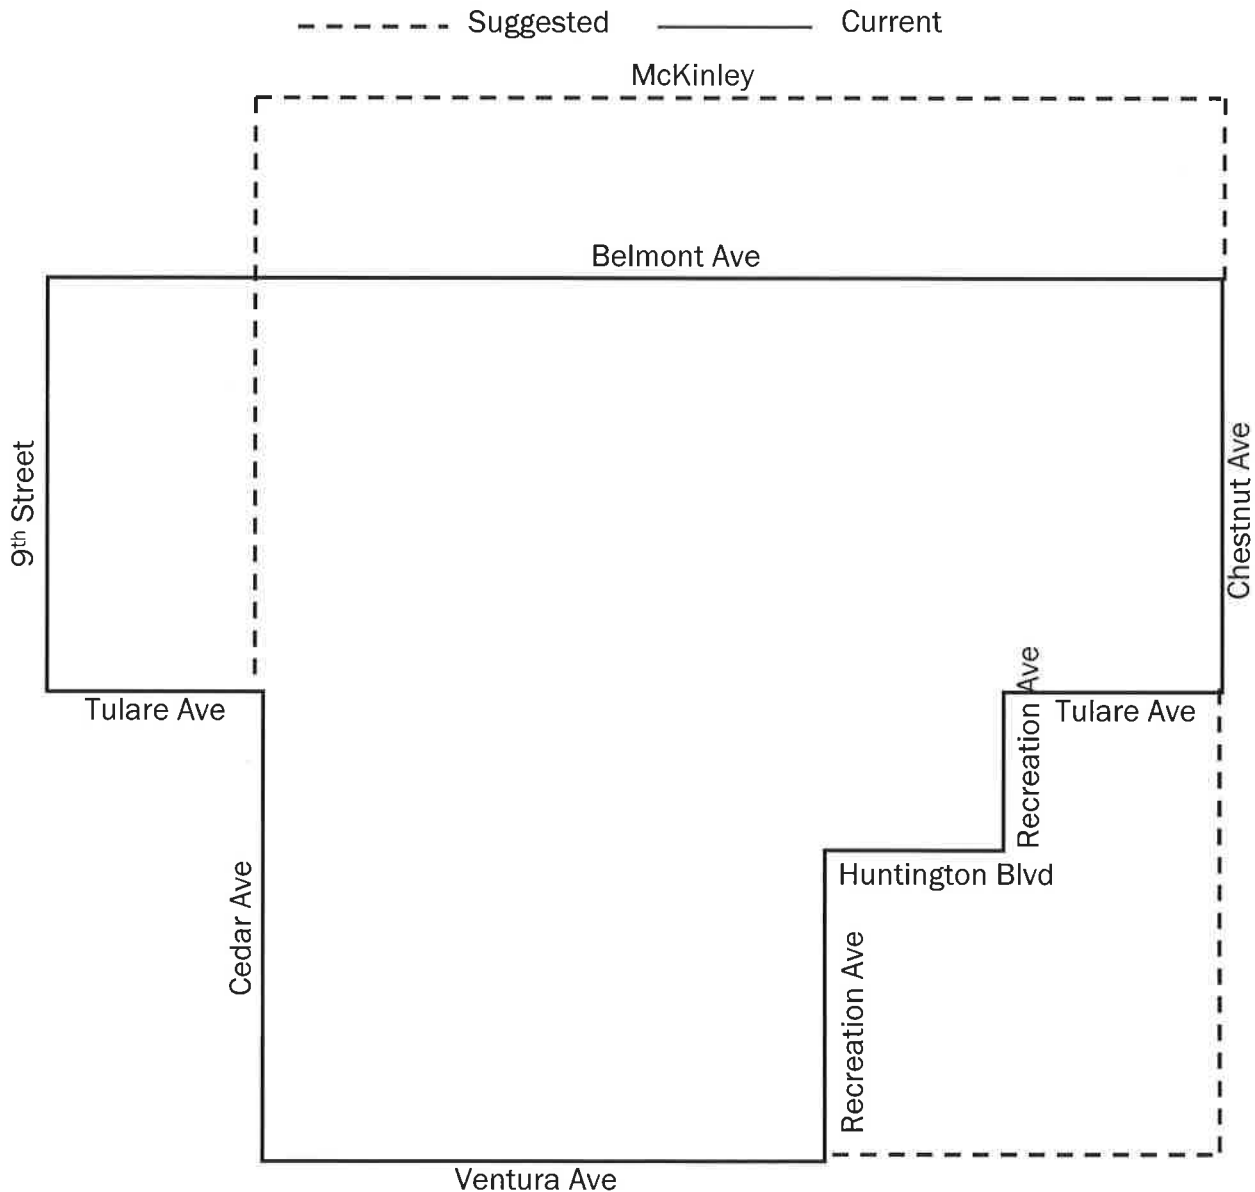 Suggested
Current
McKinley
Belmont Ave
9th Street
Chestnut Ave
Tulare Ave
Recreation Ave
Tulare Ave
Huntington Blvd
Cedar Ave
Recreation Ave
Ventura Ave